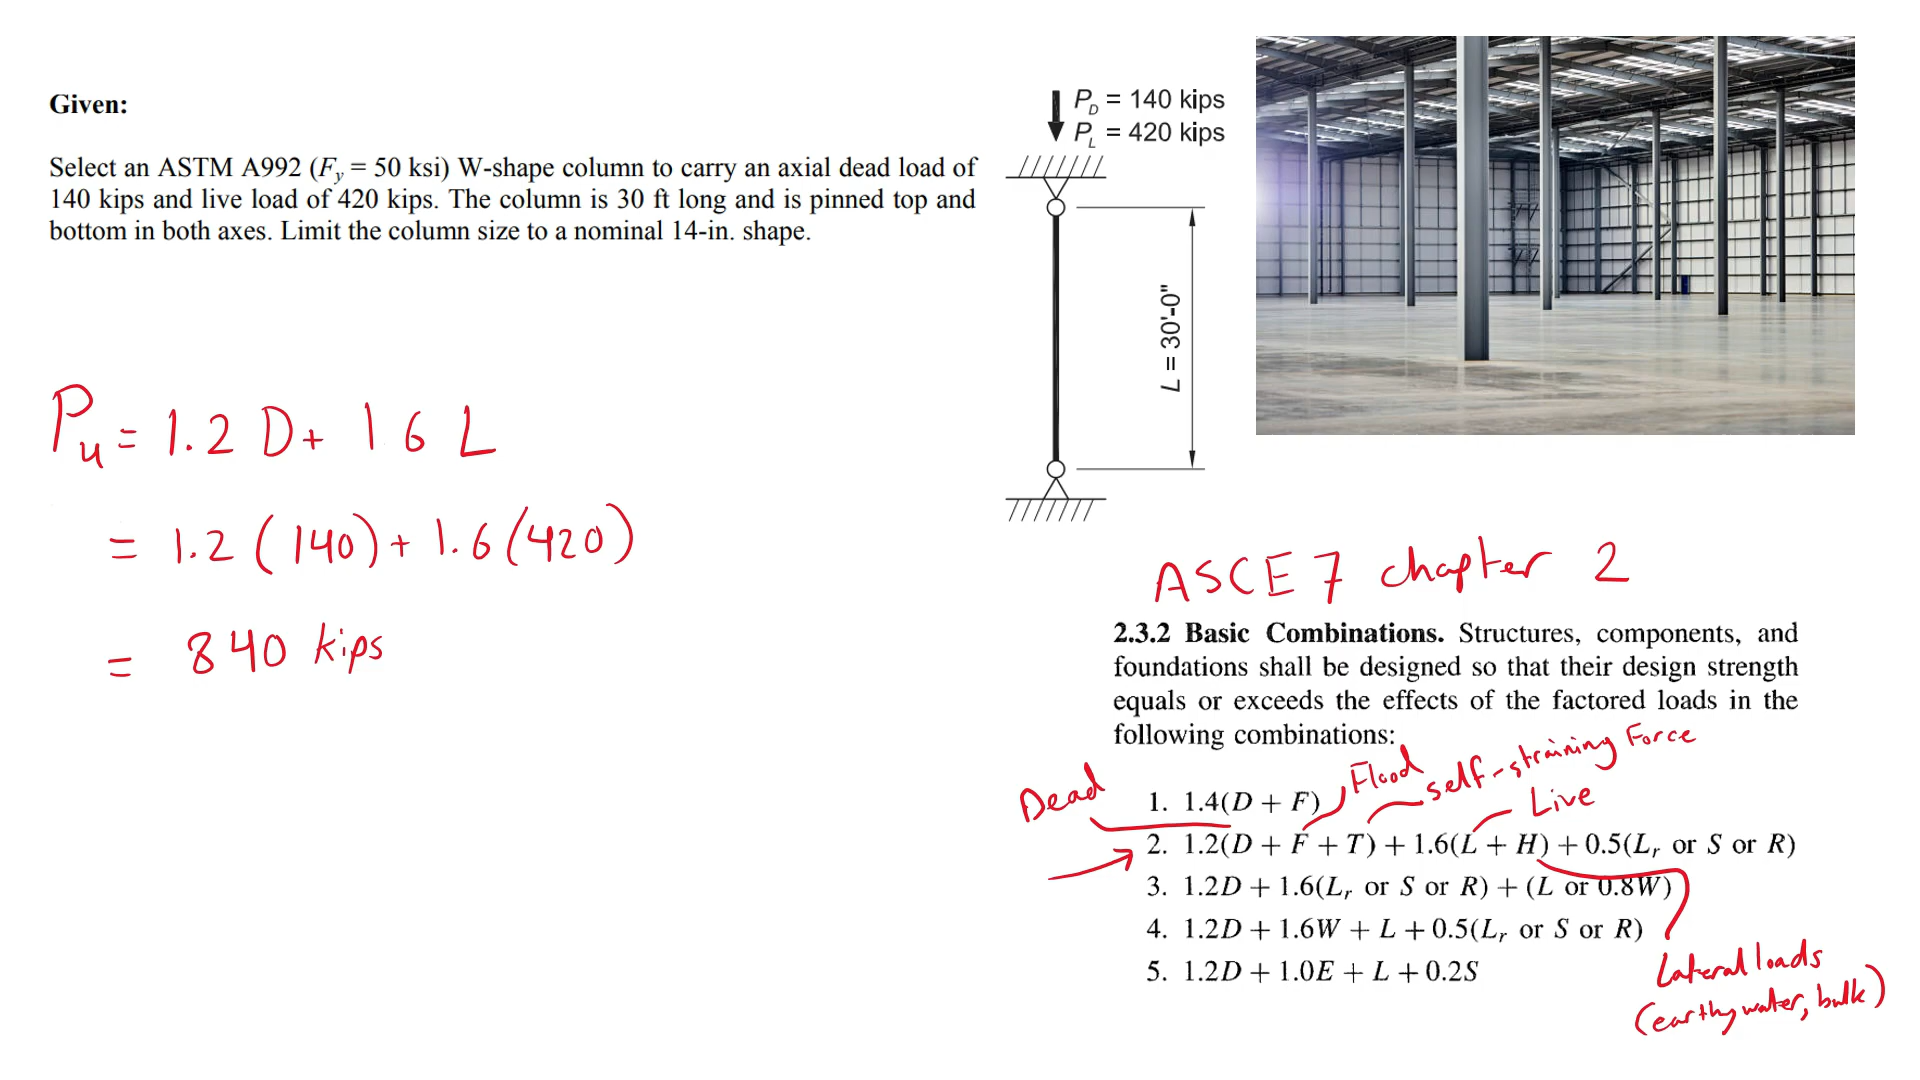 Given:
Select an ASTM A992 (Fy = 50 ksi) W-shape column to carry an axial dead load of
140 kips and live load of 420 kips. The column is 30 ft long and is pinned top and
bottom in both axes. Limit the column size to a nominal 14-in. shape.
PD = 140 kips
PL = 420 kips
L = 30'-0"
Pu = 1.2 D + 1 6 L
= 1.2 (140) + 1.6 (420)
= 840 kips
ASCE 7 chapter 2
2.3.2 Basic Combinations. Structures, components, and
foundations shall be designed so that their design strength
equals or exceeds the effects of the factored loads in the
following combinations:
Dead
Flood
self-straining Force
Live
1. 1.4(D + F)
2. 1.2(D + F + T) + 1.6(L + H) + 0.5(Lr or S or R)
3. 1.2D + 1.6(Lr or S or R) + (L or 0.8W)
4. 1.2D + 1.6W + L + 0.5(Lr or S or R)
5. 1.2D + 1.0E + L + 0.2S
Lateral loads
(earthy water, bulk)